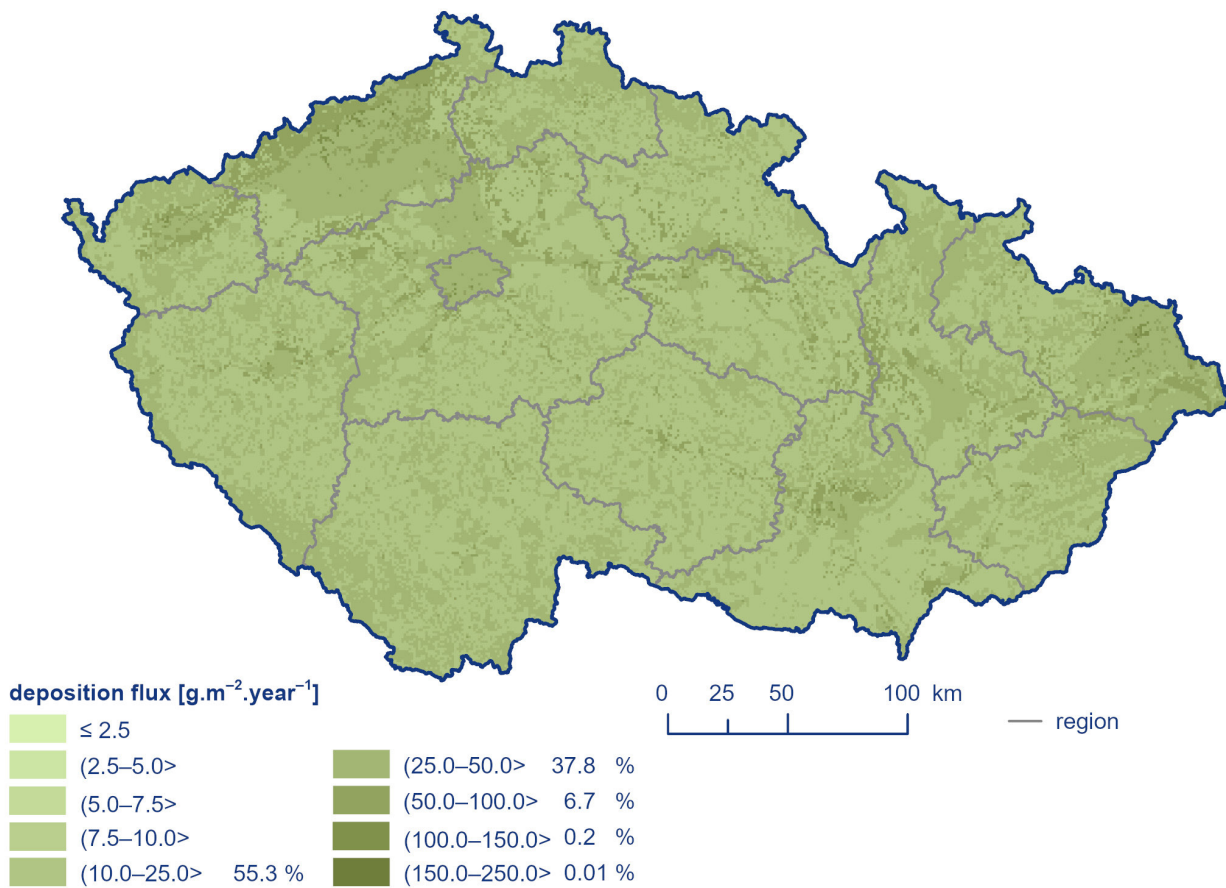 deposition flux [g.m⁻².year⁻¹]
≤ 2.5
(2.5–5.0>
(5.0–7.5>
(7.5–10.0>
(10.0–25.0> 55.3 %
(25.0–50.0> 37.8 %
(50.0–100.0> 6.7 %
(100.0–150.0> 0.2 %
(150.0–250.0> 0.01 %
0 25 50 100 km
region